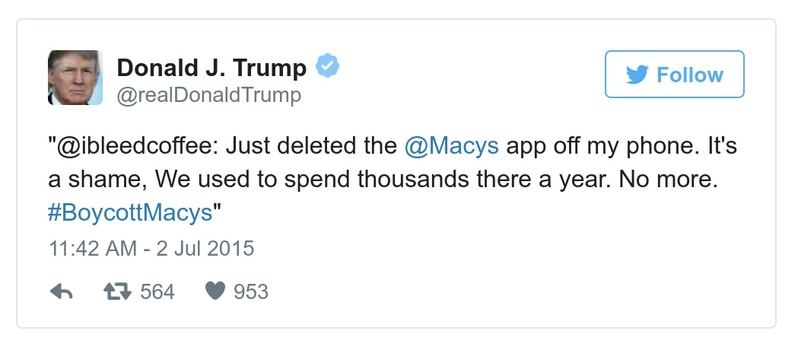 Donald J. Trump
@realDonaldTrump
Follow
"@ibleedcoffee: Just deleted the @Macys app off my phone. It's
a shame, We used to spend thousands there a year. No more.
#BoycottMacys"
11:42 AM - 2 Jul 2015
564 953